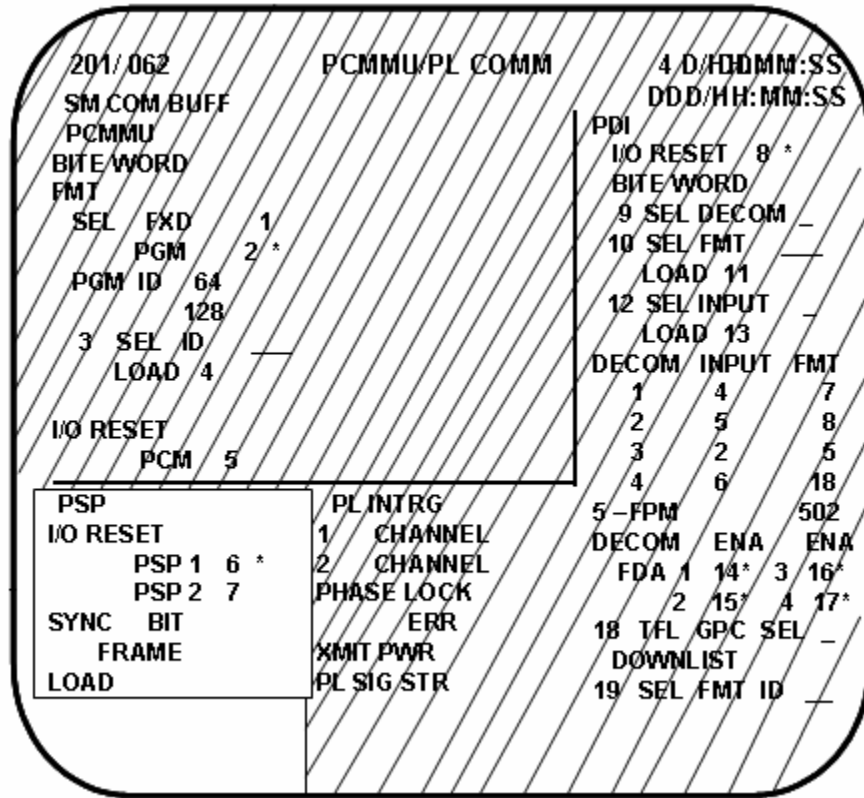 201/ 062 PCMMU/PL COMM 4 D/HH:MM:SS
DDD/HH:MM:SS
SM COM BUFF
PCMMU
BITE WORD
FMT
SEL FXD 1
PGM 2 *
PGM ID 64
128
3 SEL ID ___
LOAD 4
I/O RESET
PCM 5
PDI
I/O RESET 8 *
BITE WORD
9 SEL DECOM _
10 SEL FMT ___
LOAD 11
12 SEL INPUT _
LOAD 13
DECOM INPUT FMT
1 4 7
2 5 8
3 2 5
4 6 18
5 – FPM 502
DECOM ENA ENA
FDA 1 14* 3 16*
2 15* 4 17*
18 TFL GPC SEL _
DOWNLIST
19 SEL FMT ID __
PSP
I/O RESET
PSP 1 6 *
PSP 2 7
SYNC BIT
FRAME
LOAD
PL INTRG
1 CHANNEL
2 CHANNEL
PHASE LOCK
ERR
XMIT PWR
PL SIG STR